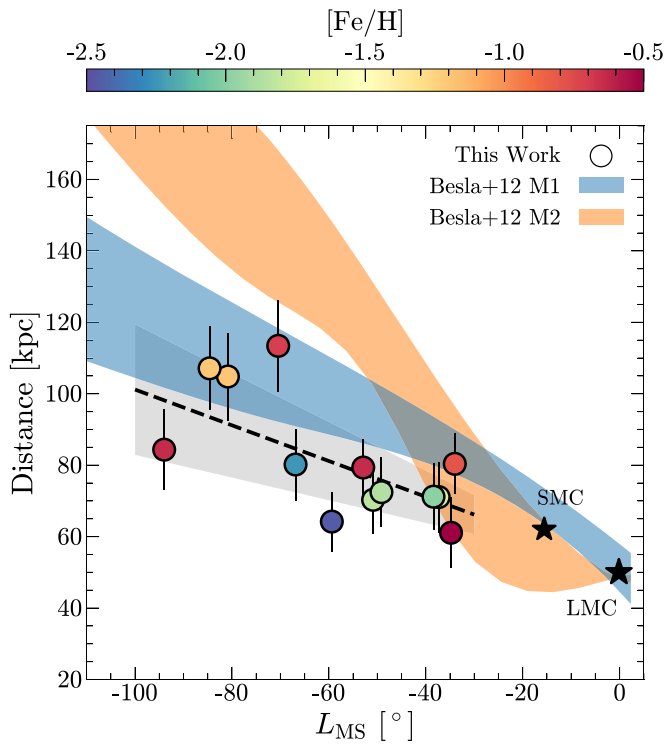 [Fe/H]
-2.5 -2.0 -1.5 -1.0 -0.5
This Work
Besla+12 M1
Besla+12 M2
160
140
120
100
80
60
40
20
Distance [kpc]
SMC
LMC
-100 -80 -60 -40 -20 0
L_MS [°]